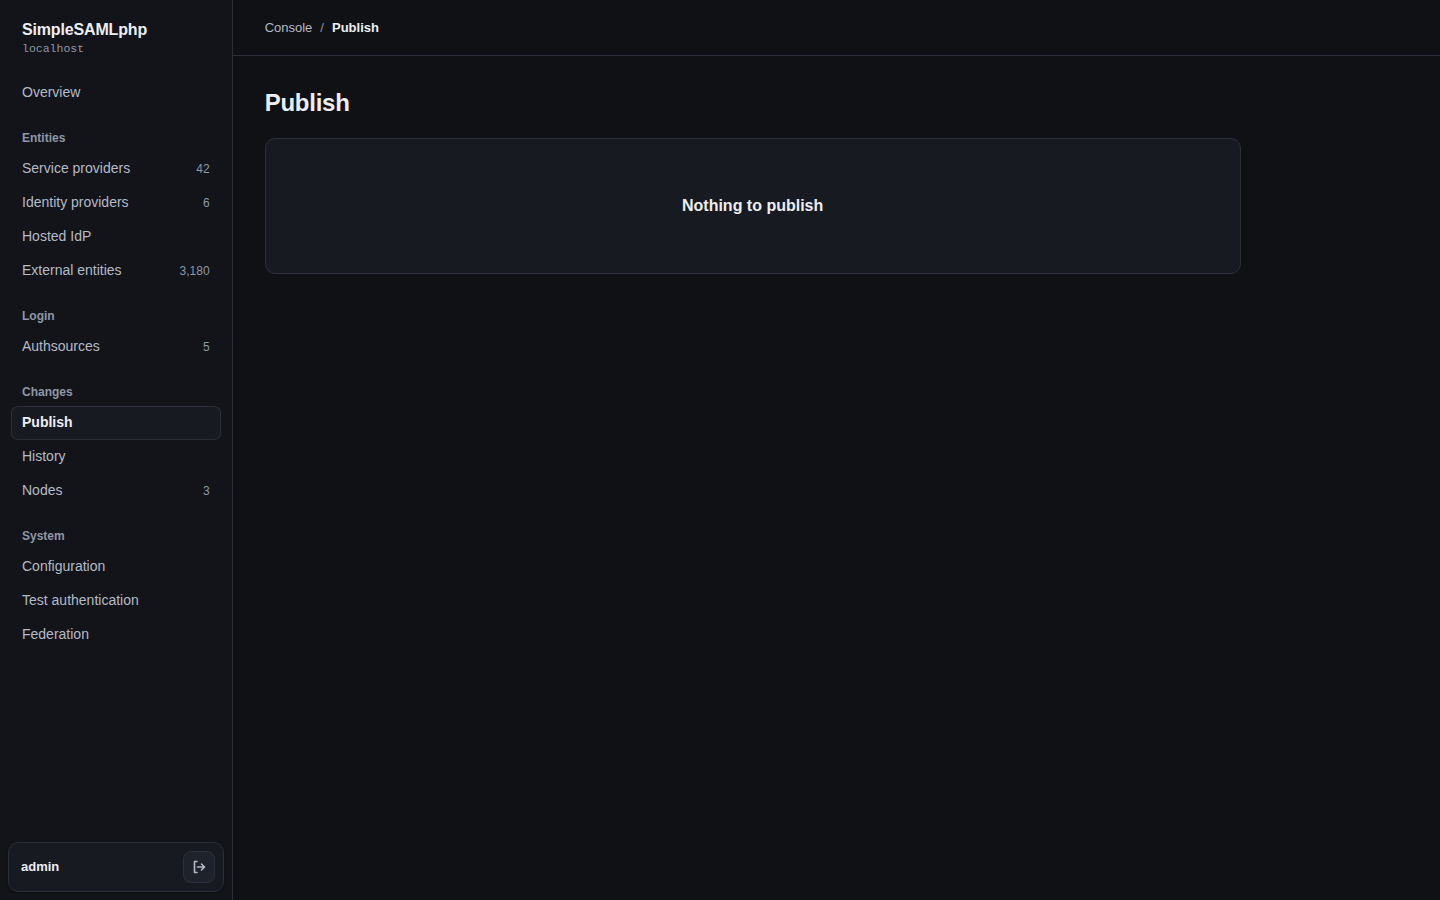 SimpleSAMLphp
localhost
Overview
Entities
Service providers 42
Identity providers 6
Hosted IdP
External entities 3,180
Login
Authsources 5
Changes
Publish
History
Nodes 3
System
Configuration
Test authentication
Federation
admin
Console / Publish
Publish
Nothing to publish